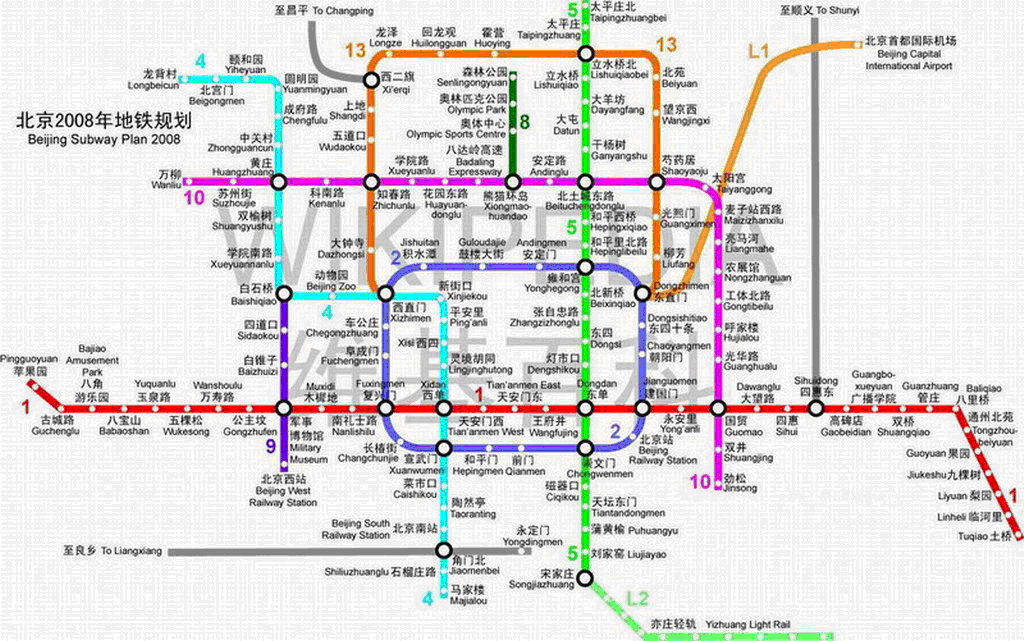 至昌平 To Changping
5
太平庄北
Taipingzhuangbei
至顺义 To Shunyi
太平庄
Taipingzhuang
13
龙泽
Longze
回龙观
Huilongguan
霍营
Huoying
13
L1
北京首都国际机场
Beijing Capital
International Airport
4
颐和园
Yiheyuan
龙背村
Longbeicun
北宫门
Beigongmen
圆明园
Yuanmingyuan
西二旗
Xi'erqi
森林公园
Senlingongyuan
立水桥北
Lishuiqiaobei
立水桥
Lishuiqiao
北苑
Beiyuan
北京2008年地铁规划
Beijing Subway Plan 2008
成府路
Chengfulu
上地
Shangdi
奥林匹克公园
Olympic Park
大羊坊
Dayangfang
望京西
Wangjingxi
8
奥体中心
Olympic Sports Centre
大屯
Datun
中关村
Zhongguancun
五道口
Wudaokou
干杨树
Ganyangshu
黄庄
Huangzhuang
学院路
Xueyuanlu
八达岭高速
Badaling
Expressway
安定路
Andinglu
芍药居
Shaoyaoju
万柳
Wanliu
10
苏州街
Suzhoujie
科南路
Kenanlu
知春路
Zhichunlu
花园东路
Huayuan-
donglu
熊猫环岛
Xiongmao-
huandao
北土城东路
Beituchengdonglu
太阳宫
Taiyanggong
双榆树
Shuangyushu
5
和平西桥
Hepingxiqiao
光熙门
Guangximen
麦子站西路
Maizizhanxilu
学院南路
Xueyuannanlu
大钟寺
Dazhongsi
2
Jishuitan
积水潭
Guloudajie
鼓楼大街
Andingmen
安定门
和平里北路
Hepinglibeilu
柳芳
Liufang
亮马河
Liangmahe
白石桥
Baishiqiao
动物园
Beijing Zoo
4
西直门
Xizhimen
新街口
Xinjiekou
雍和宫
Yonghegong
北新桥
Beixinqiao
Dongzhimen
东直门
农展馆
Nongzhanguan
工体北路
Gongtibeilu
四道口
Sidaokou
车公庄
Chegongzhuang
平安里
Ping'anli
张自忠路
Zhangzizhonglu
Dongsishitiao
东四十条
呼家楼
Hujialou
白锥子
Baizhuizi
阜成门
Fuchengmen
Xisi 西四
东四
Dongsi
Chaoyangmen
朝阳门
光华路
Guanghualu
灵境胡同
Lingjinghutong
灯市口
Dengshikou
WIKIPEDIA
维基百科
Pingguoyuan
苹果园
1
古城路
Guchenglu
Bajiao
Amusement
Park
八角
游乐园
八宝山
Babaoshan
Yuquanlu
玉泉路
五棵松
Wukesong
Wanshoulu
万寿路
公主坟
Gongzhufen
军事
博物馆
Military
Museum
Muxidi
木樨地
南礼士路
Nanlishilu
Fuxingmen
复兴门
Xidan
西单
1
天安门西
Tian'anmen West
Tian'anmen East
天安门东
王府井
Wangfujing
Dongdan
东单
Jianguomen
建国门
永安里
Yong'anli
国贸
Guomao
Dawanglu
大望路
四惠
Sihui
Sihuidong
四惠东
高碑店
Gaobeidian
Guangbo-
xueyuan
广播学院
双桥
Shuangqiao
Guanzhuang
管庄
Baliqiao
八里桥
通州北苑
Tongzhou-
beiyuan
Guoyuan 果园
Jiukeshu 九棵树
Liyuan 梨园
1
Linheli 临河里
Tuqiao 土桥
9
北京西站
Beijing West
Railway Station
长椿街
Changchunjie
宣武门
Xuanwumen
和平门
Hepingmen
前门
Qianmen
崇文门
Chongwenmen
2
北京站
Beijing
Railway Station
双井
Shuangjing
10
劲松
Jinsong
菜市口
Caishikou
磁器口
Ciqikou
陶然亭
Taoranting
天坛东门
Tiantandongmen
Beijing South
Railway Station
北京南站
永定门
Yongdingmen
蒲黄榆 Puhuangyu
至良乡 To Liangxiang
角门北
Jiaomenbei
5
刘家窑 Liujiayao
Shiliuzhuanglu 石榴庄路
宋家庄
Songjiazhuang
4
马家楼
Majialou
L2
亦庄轻轨 Yizhuang Light Rail